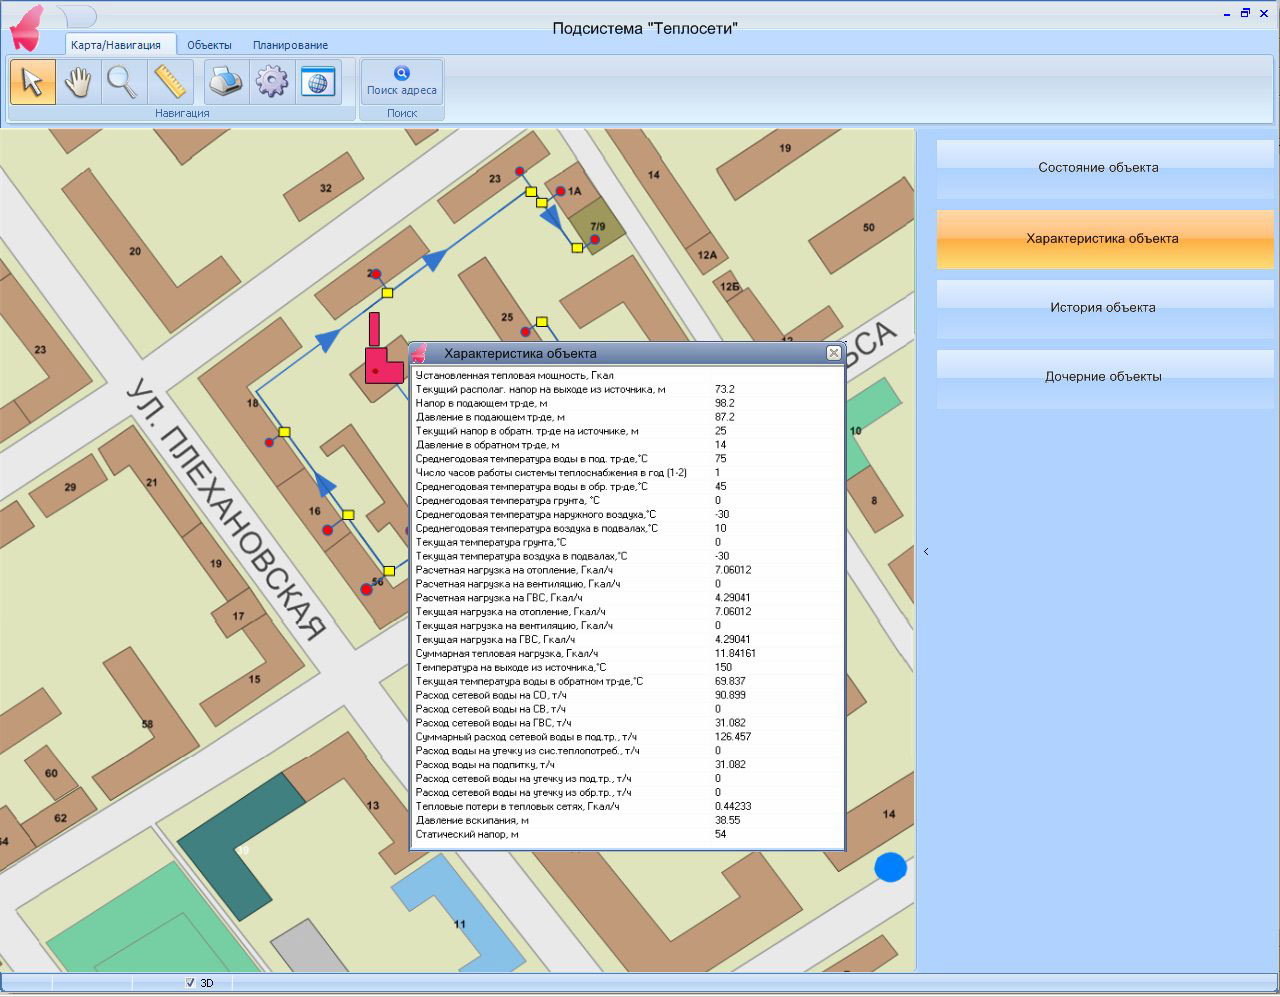 Подсистема "Теплосети"
Карта/Навигация
Объекты
Планирование
Поиск адреса
Навигация
Поиск
Состояние объекта
Характеристика объекта
История объекта
Дочерние объекты
19
14
32
23
1А
7/9
50
20
12А
12Б
25
23
18
УЛ. ПЛЕХАНОВСКАЯ
10
29
21
8
16
19
56
17
15
58
60
62
13
14
11
Характеристика объекта
Установленная тепловая мощность, Гкал
Текущий располаг. напор на выходе из источника, м 73.2
Напор в подающем тр-де, м 98.2
Давление в подающем тр-де, м 87.2
Текущий напор в обратн. тр-де на источнике, м 25
Давление в обратном тр-де, м 14
Среднегодовая температура воды в под. тр-де,°С 75
Число часов работы системы теплоснабжения в год (1-2) 1
Среднегодовая температура воды в обр. тр-де,°С 45
Среднегодовая температура грунта, °С 0
Среднегодовая температура наружного воздуха,°С -30
Среднегодовая температура воздуха в подвалах,°С 10
Текущая температура грунта,°С 0
Текущая температура воздуха в подвалах,°С -30
Расчетная нагрузка на отопление, Гкал/ч 7.06012
Расчетная нагрузка на вентиляцию, Гкал/ч 0
Расчетная нагрузка на ГВС, Гкал/ч 4.29041
Текущая нагрузка на отопление, Гкал/ч 7.06012
Текущая нагрузка на вентиляцию, Гкал/ч 0
Текущая нагрузка на ГВС, Гкал/ч 4.29041
Суммарная тепловая нагрузка, Гкал/ч 11.84161
Температура на выходе из источника,°С 150
Текущая температура воды в обратном тр-де,°С 69.837
Расход сетевой воды на СО, т/ч 90.899
Расход сетевой воды на СВ, т/ч 0
Расход сетевой воды на ГВС, т/ч 31.082
Суммарный расход сетевой воды в под.тр., т/ч 126.457
Расход воды на утечку из сис.теплопотреб., т/ч 0
Расход воды на подпитку, т/ч 31.082
Расход сетевой воды на утечку из под.тр., т/ч 0
Расход сетевой воды на утечку из обр.тр., т/ч 0
Тепловые потери в тепловых сетях, Гкал/ч 0.44233
Давление вскипания, м 38.55
Статический напор, м 54
3D